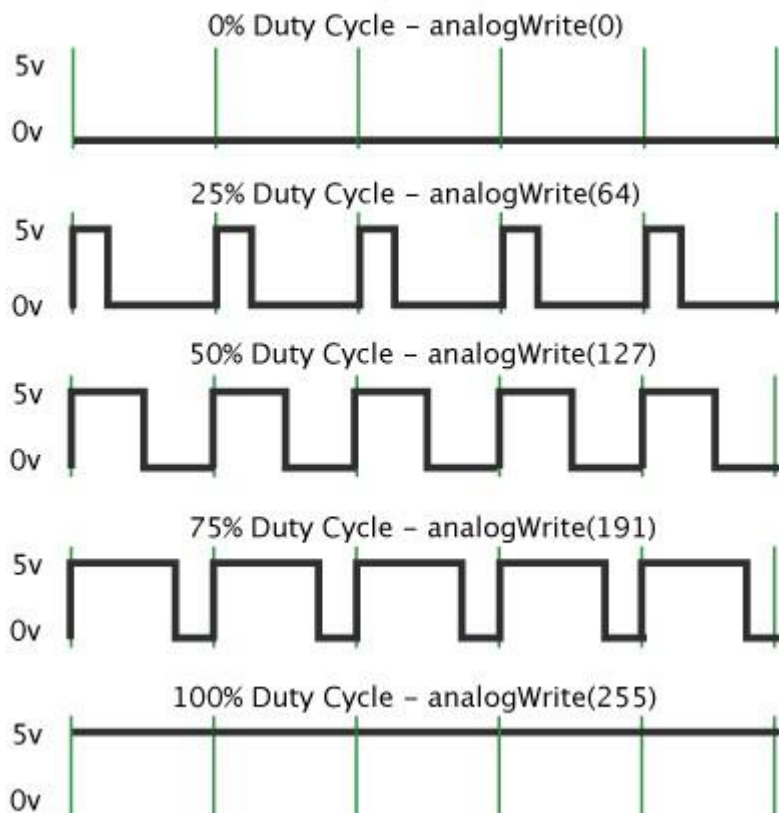 0% Duty Cycle – analogWrite(0)
5v
0v
25% Duty Cycle – analogWrite(64)
5v
0v
50% Duty Cycle – analogWrite(127)
5v
0v
75% Duty Cycle – analogWrite(191)
5v
0v
100% Duty Cycle – analogWrite(255)
5v
0v